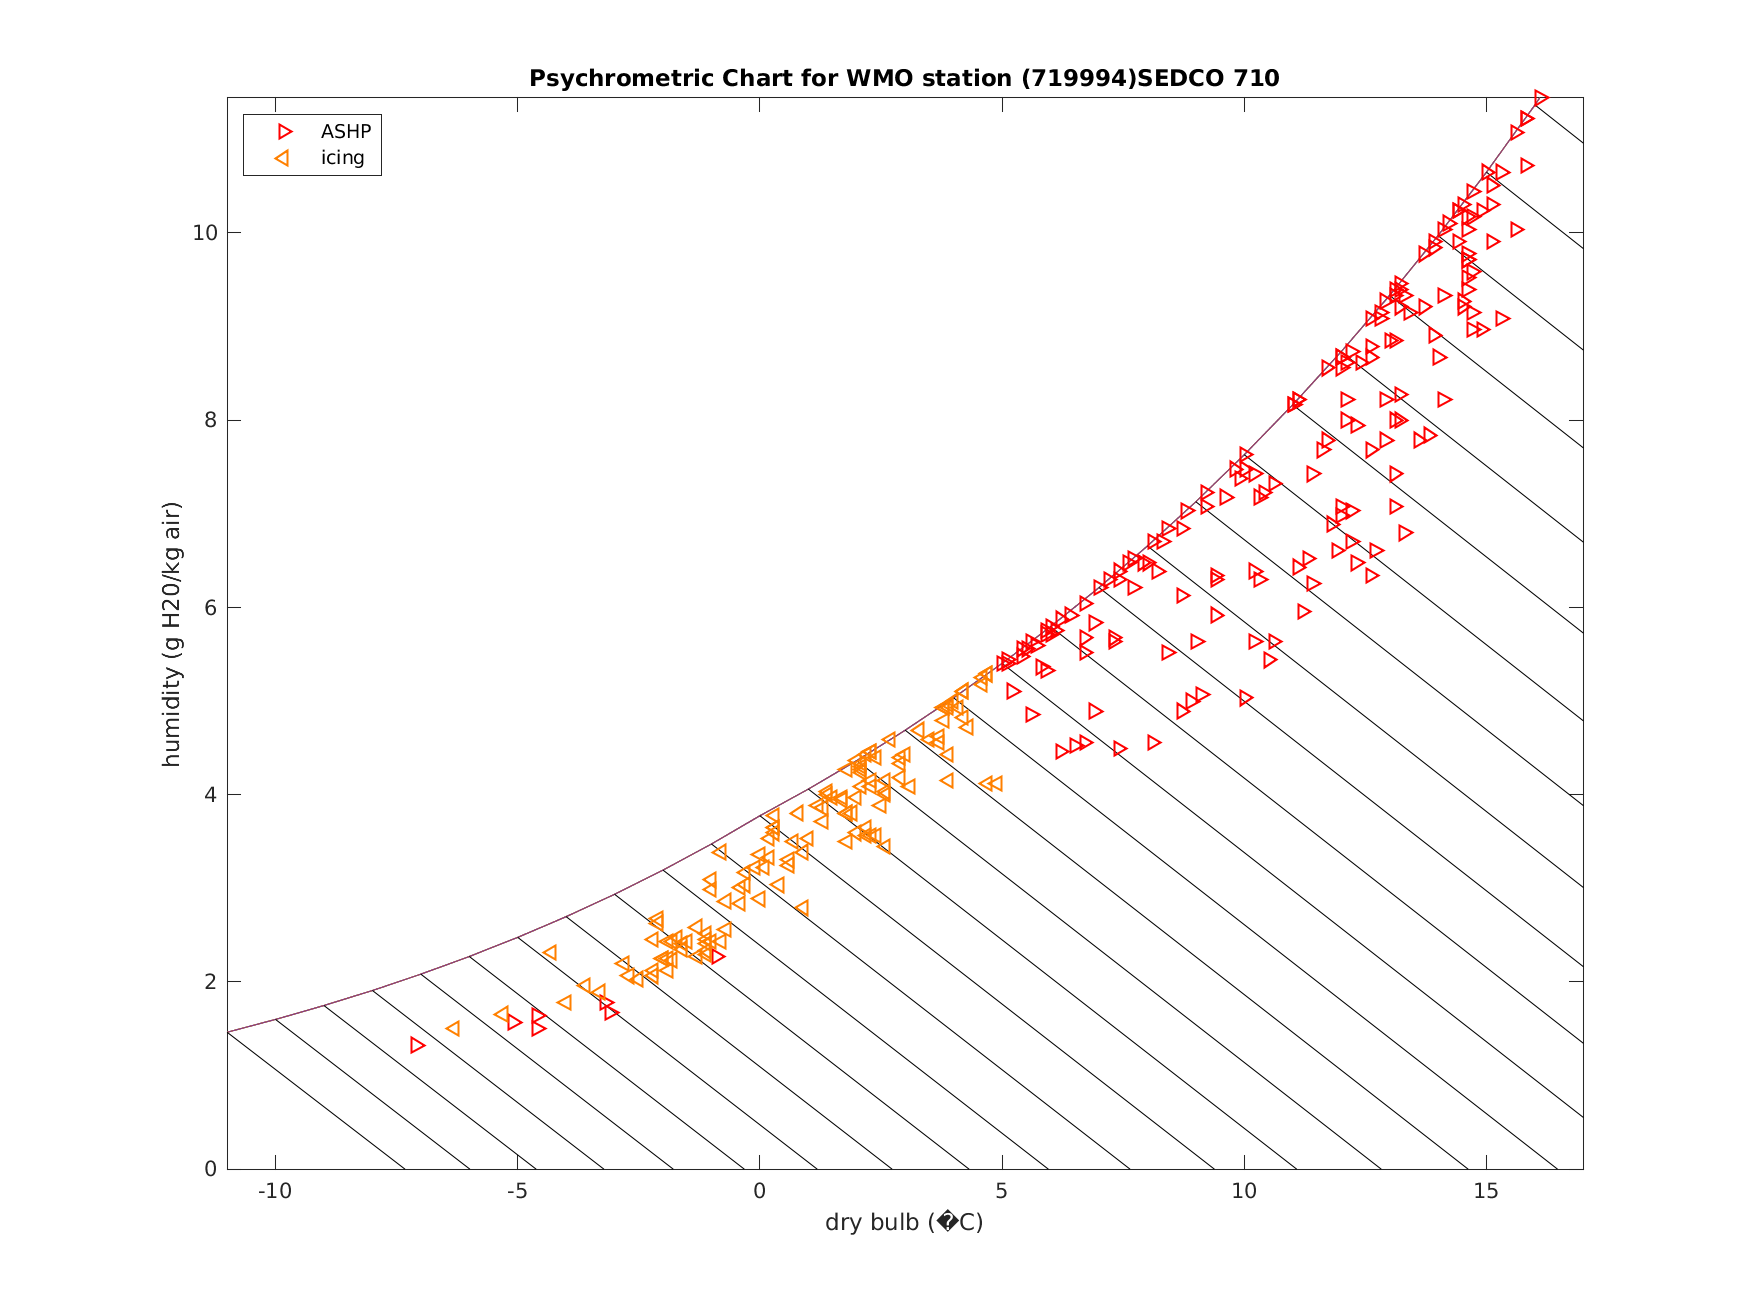 Psychrometric Chart for WMO station (719994)SEDCO 710
ASHP
icing
humidity (g H20/kg air)
10
8
6
4
2
0
-10 -5 0 5 10 15
dry bulb (�C)